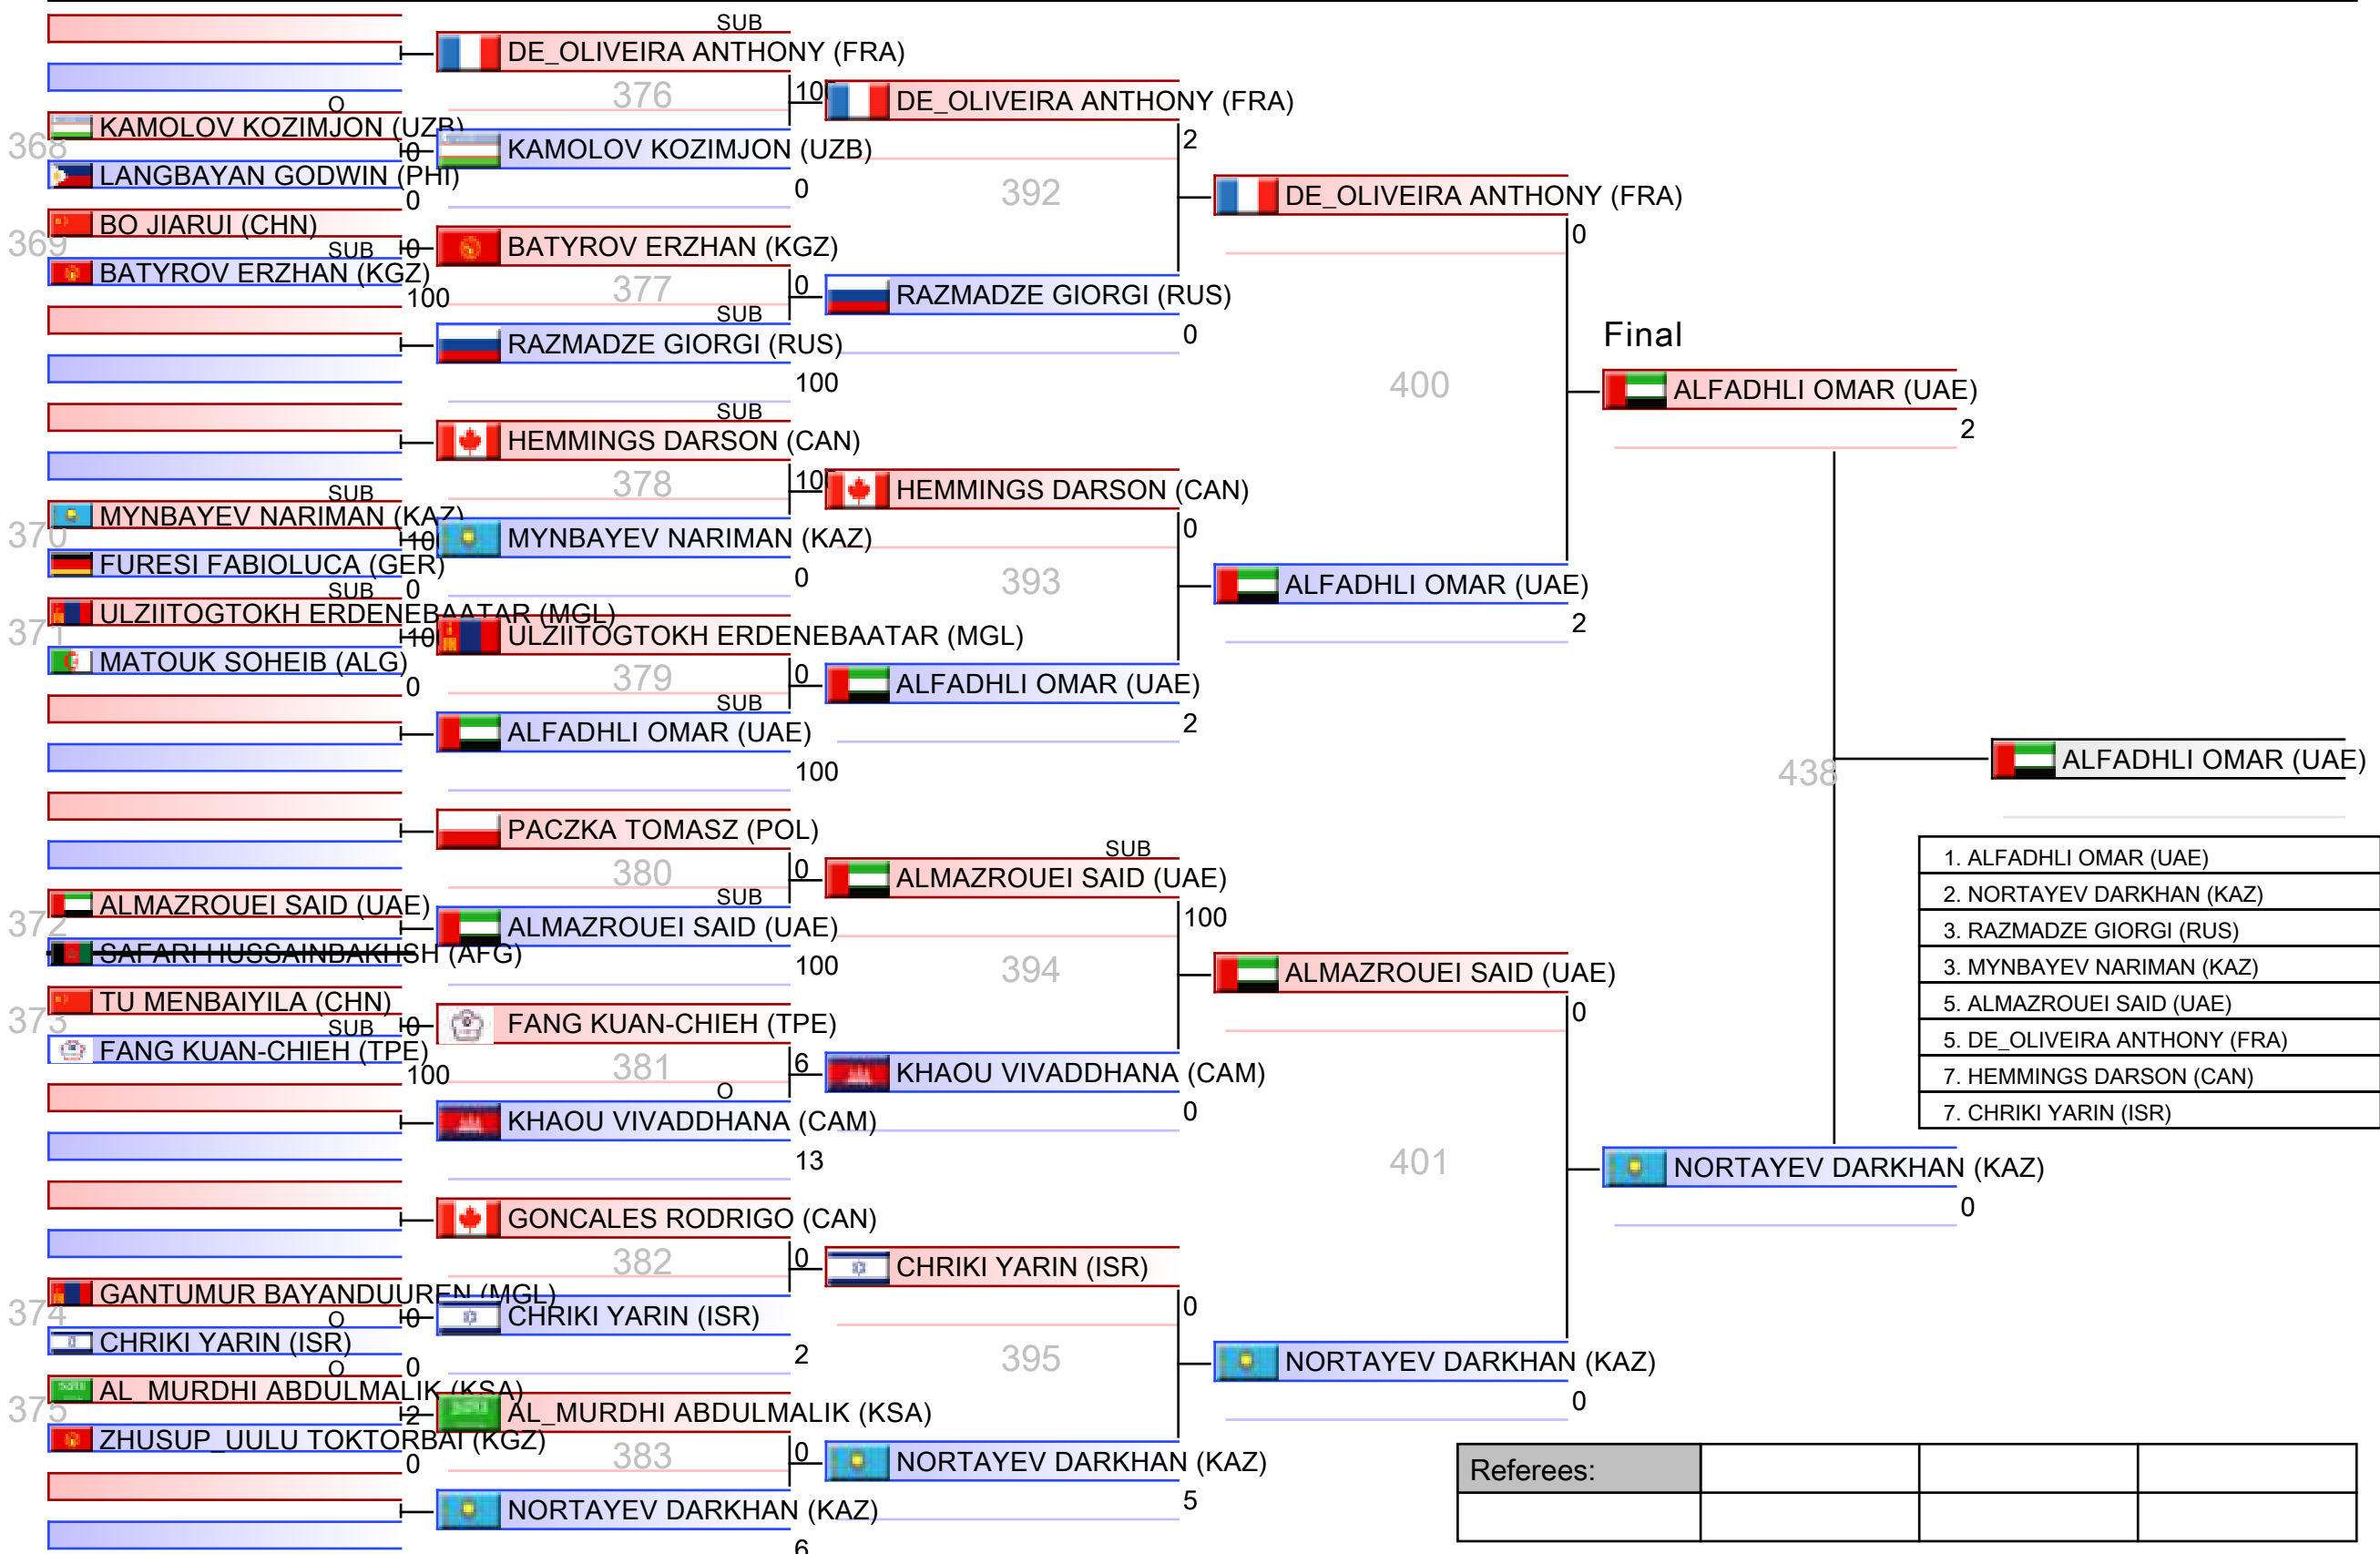 SUB
DE_OLIVEIRA ANTHONY (FRA)
376
10
DE_OLIVEIRA ANTHONY (FRA)
O
KAMOLOV KOZIMJON (UZB)
368
0
KAMOLOV KOZIMJON (UZB)
2
LANGBAYAN GODWIN (PHI)
0
0
392
DE_OLIVEIRA ANTHONY (FRA)
BO JIARUI (CHN)
369
SUB
0
BATYROV ERZHAN (KGZ)
0
BATYROV ERZHAN (KGZ)
100
377
0
RAZMADZE GIORGI (RUS)
SUB
RAZMADZE GIORGI (RUS)
0
100
Final
400
ALFADHLI OMAR (UAE)
2
SUB
HEMMINGS DARSON (CAN)
378
10
HEMMINGS DARSON (CAN)
SUB
MYNBAYEV NARIMAN (KAZ)
370
100
MYNBAYEV NARIMAN (KAZ)
0
FURESI FABIOLUCA (GER)
0
0
393
ALFADHLI OMAR (UAE)
2
SUB
ULZIITOGTOKH ERDENEBAATAR (MGL)
371
100
ULZIITOGTOKH ERDENEBAATAR (MGL)
MATOUK SOHEIB (ALG)
0
379
0
ALFADHLI OMAR (UAE)
SUB
ALFADHLI OMAR (UAE)
2
100
438
ALFADHLI OMAR (UAE)
PACZKA TOMASZ (POL)
380
0
SUB
ALMAZROUEI SAID (UAE)
ALMAZROUEI SAID (UAE)
372
SUB
ALMAZROUEI SAID (UAE)
100
SAFARI HUSSAINBAKHSH (AFG)
100
394
ALMAZROUEI SAID (UAE)
0
TU MENBAIYILA (CHN)
373
SUB
0
FANG KUAN-CHIEH (TPE)
FANG KUAN-CHIEH (TPE)
100
381
6
KHAOU VIVADDHANA (CAM)
O
KHAOU VIVADDHANA (CAM)
0
13
401
NORTAYEV DARKHAN (KAZ)
0
1. ALFADHLI OMAR (UAE)
2. NORTAYEV DARKHAN (KAZ)
3. RAZMADZE GIORGI (RUS)
3. MYNBAYEV NARIMAN (KAZ)
5. ALMAZROUEI SAID (UAE)
5. DE_OLIVEIRA ANTHONY (FRA)
7. HEMMINGS DARSON (CAN)
7. CHRIKI YARIN (ISR)
GONCALES RODRIGO (CAN)
382
0
CHRIKI YARIN (ISR)
GANTUMUR BAYANDUUREN (MGL)
374
O
0
CHRIKI YARIN (ISR)
0
CHRIKI YARIN (ISR)
0
2
395
NORTAYEV DARKHAN (KAZ)
0
O
AL_MURDHI ABDULMALIK (KSA)
375
2
AL_MURDHI ABDULMALIK (KSA)
ZHUSUP_UULU TOKTORBAI (KGZ)
0
383
0
NORTAYEV DARKHAN (KAZ)
5
NORTAYEV DARKHAN (KAZ)
6
Referees: